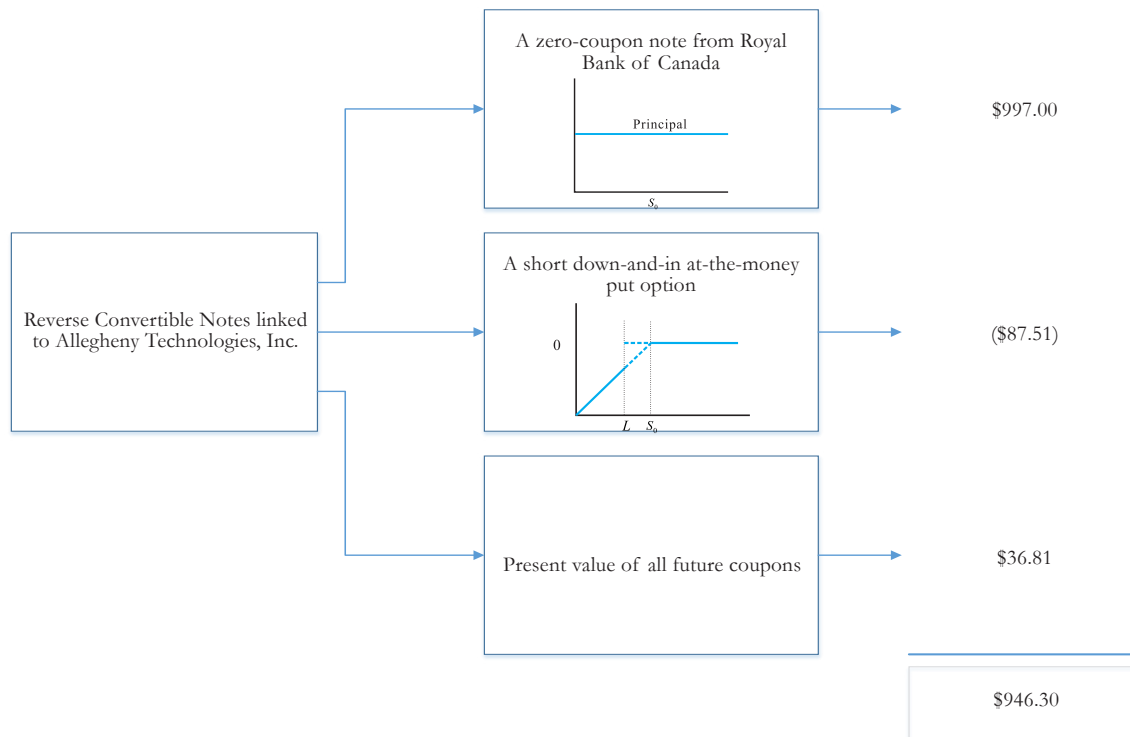 A zero-coupon note from Royal
Bank of Canada
Principal
S₀
$997.00
Reverse Convertible Notes linked
to Allegheny Technologies, Inc.
A short down-and-in at-the-money
put option
0
L S₀
($87.51)
Present value of all future coupons
$36.81
$946.30